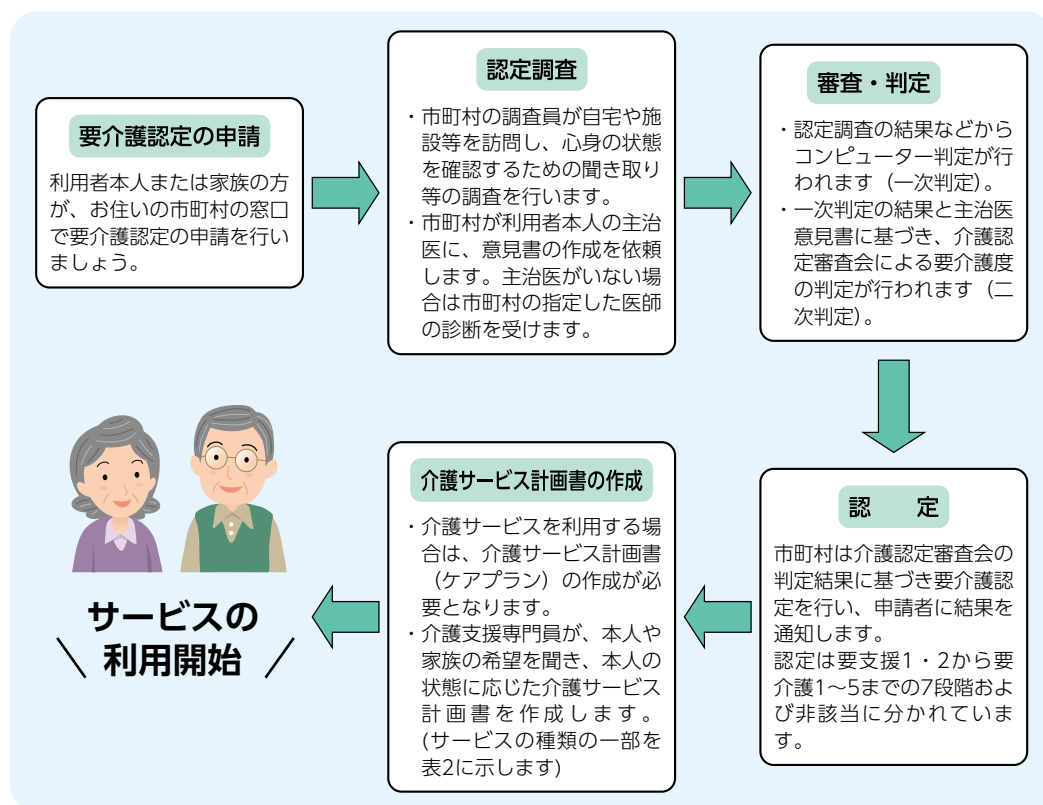 要介護認定の申請
利用者本人または家族の方
が、お住いの市町村の窓口
で要介護認定の申請を行い
ましょう。
認定調査
・市町村の調査員が自宅や施
設等を訪問し、心身の状態
を確認するための聞き取り
等の調査を行います。
・市町村が利用者本人の主治
医に、意見書の作成を依頼
します。主治医がいない場
合は市町村の指定した医師
の診断を受けます。
審査・判定
・認定調査の結果などから
コンピューター判定が行
われます（一次判定）。
・一次判定の結果と主治医
意見書に基づき、介護認
定審査会による要介護度
の判定が行われます（二
次判定）。
認　定
市町村は介護認定審査会の
判定結果に基づき要介護認
定を行い、申請者に結果を
通知します。
認定は要支援1・2から要
介護1～5までの7段階およ
び非該当に分かれていま
す。
介護サービス計画書の作成
・介護サービスを利用する場
合は、介護サービス計画書
（ケアプラン）の作成が必
要となります。
・介護支援専門員が、本人や
家族の希望を聞き、本人の
状態に応じた介護サービス
計画書を作成します。
(サービスの種類の一部を
表2に示します)
サービスの
利用開始